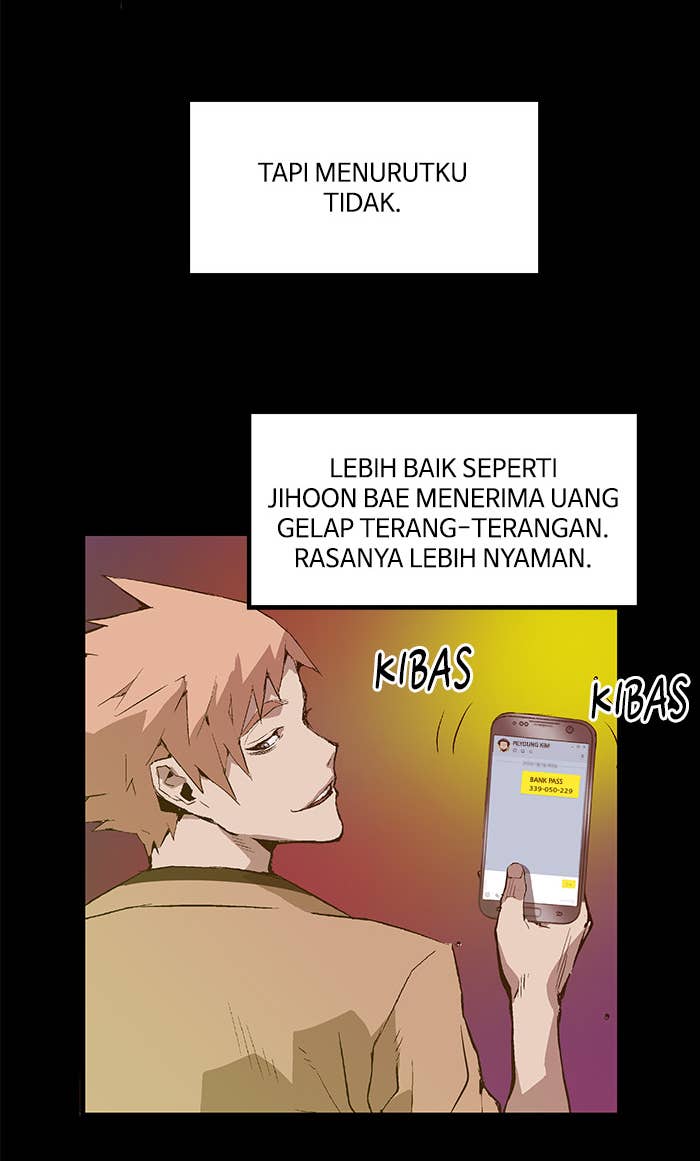 TAPI MENURUTKU
TIDAK.
LEBIH BAIK SEPERTI
JIHOON BAE MENERIMA UANG
GELAP TERANG-TERANGAN.
RASANYA LEBIH NYAMAN.
KIBAS
KIBAS
KIM
BANK PASS
339-050-229